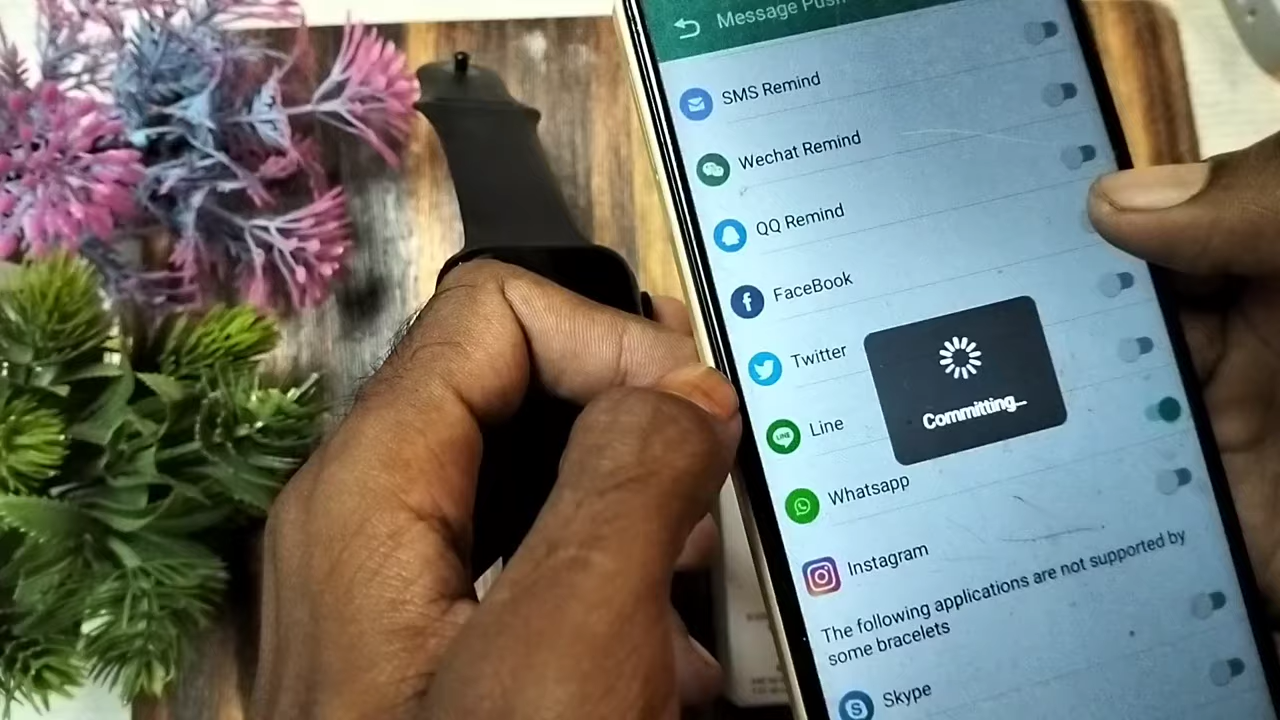 Message Push
SMS Remind
Wechat Remind
QQ Remind
FaceBook
Twitter
Committing...
Line
LINE
Whatsapp
Instagram
The following applications are not supported by
some bracelets
Skype